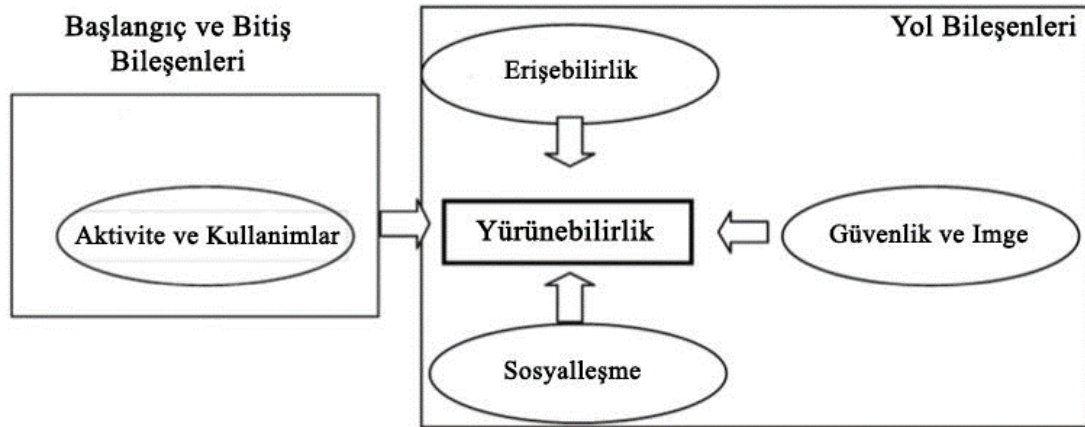 Başlangıç ve Bitiş
Bileşenleri
Yol Bileşenleri
Erişebilirlik
Aktivite ve Kullanimlar
Yürünebilirlik
Güvenlik ve Imge
Sosyalleşme